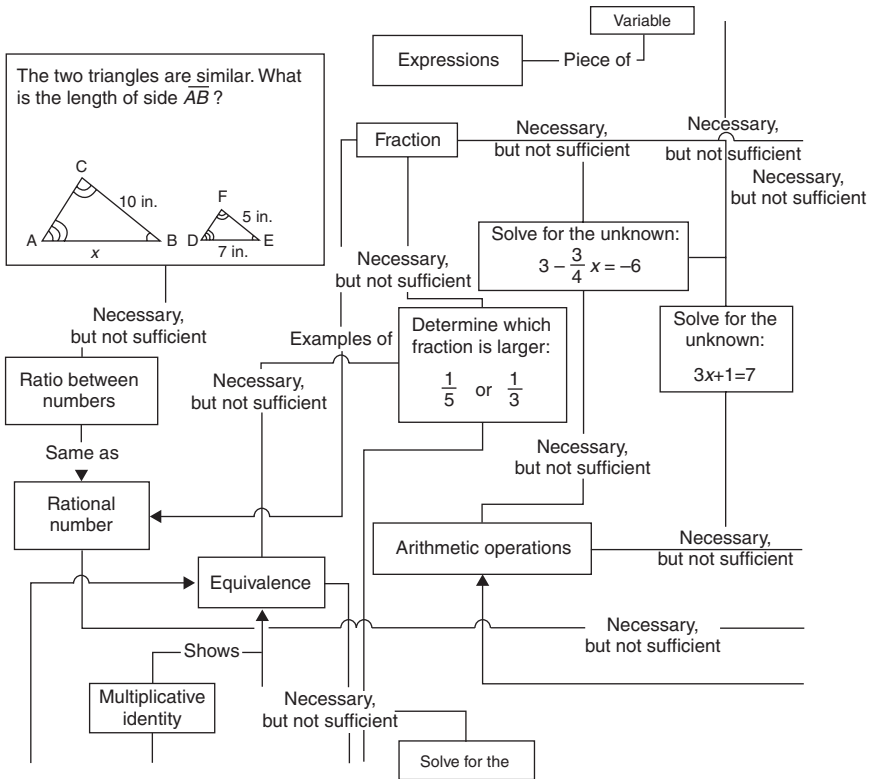 Variable
Expressions
Piece of
The two triangles are similar. What
is the length of side AB ?
C
10 in.
A
B
x
F
5 in.
D
E
7 in.
Fraction
Necessary,
but not sufficient
Necessary,
but not sufficient
Necessary,
but not sufficient
Solve for the unknown:
3 – 3/4 x = –6
Necessary,
but not sufficient
Necessary,
but not sufficient
Examples of
Determine which
fraction is larger:
1/5 or 1/3
Solve for the
unknown:
3x+1=7
Ratio between
numbers
Necessary,
but not sufficient
Same as
Necessary,
but not sufficient
Rational
number
Arithmetic operations
Necessary,
but not sufficient
Equivalence
Necessary,
but not sufficient
Shows
Multiplicative
identity
Necessary,
but not sufficient
Solve for the